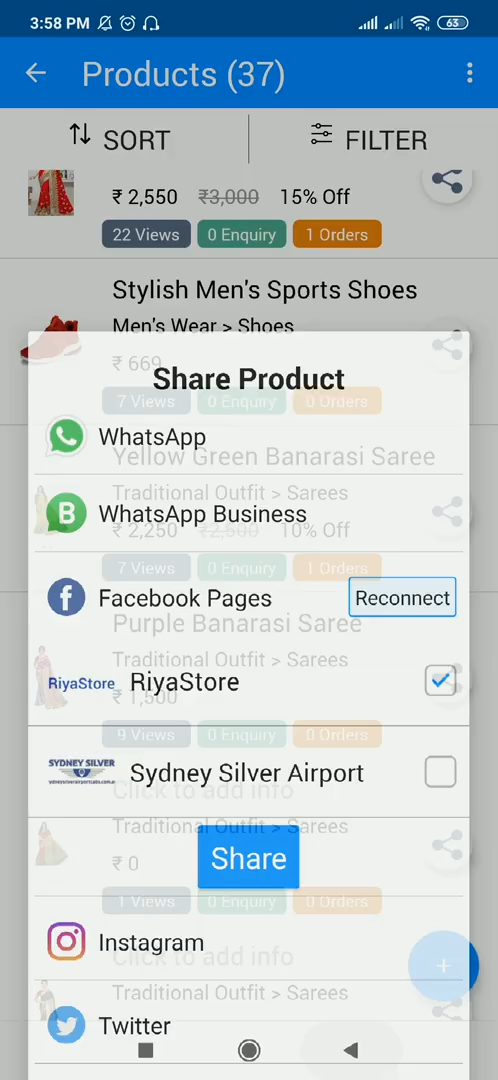 3:58 PM 63
Products (37)
SORT FILTER
₹ 2,550 ₹3,000 15% Off
22 Views 0 Enquiry 1 Orders
Stylish Men's Sports Shoes
Men's Wear > Shoes
₹ 669
Share Product
7 Views 0 Enquiry 0 Orders
WhatsApp
Yellow Green Banarasi Saree
Traditional Outfit > Sarees
WhatsApp Business
₹ 2,250 ₹2,500 10% Off
7 Views 0 Enquiry 1 Orders
Facebook Pages Reconnect
Purple Banarasi Saree
Traditional Outfit > Sarees
RiyaStore RiyaStore
₹ 1,500
9 Views 0 Enquiry 0 Orders
SYDNEY SILVER
Sydney Silver Airport
Click to add info
Traditional Outfit > Sarees
Share
₹ 0
1 Views 0 Enquiry 0 Orders
Instagram
Click to add info
+
Traditional Outfit > Sarees
Twitter